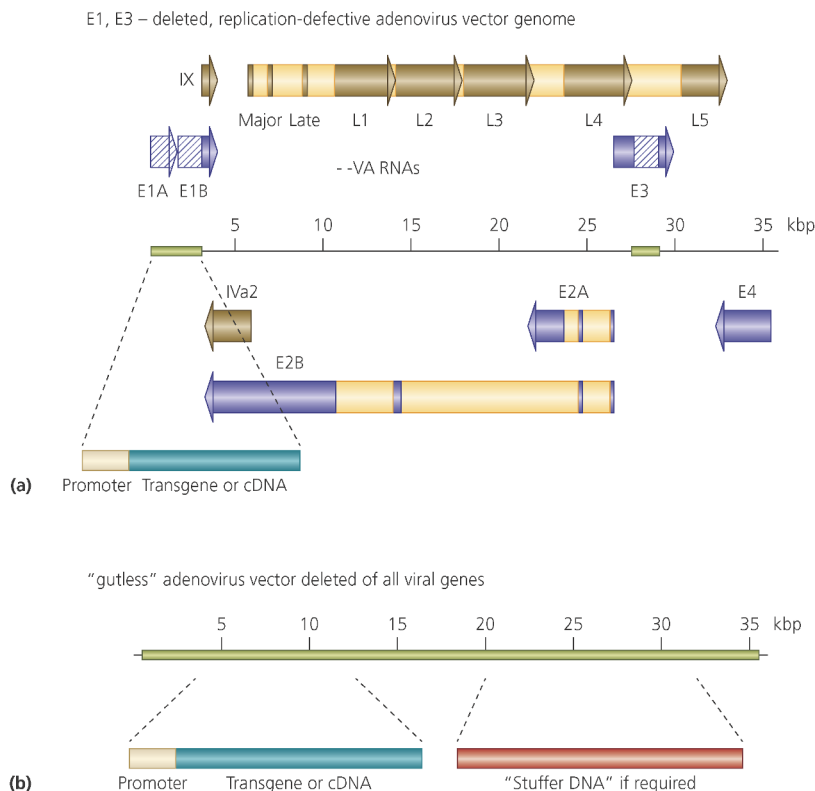 E1, E3 – deleted, replication-defective adenovirus vector genome
IX
Major Late L1 L2 L3 L4 L5
- -VA RNAs
E1A E1B E3
5 10 15 20 25 30 35 kbp
IVa2 E2A E4
E2B
(a) Promoter Transgene or cDNA
"gutless" adenovirus vector deleted of all viral genes
5 10 15 20 25 30 35 kbp
(b) Promoter Transgene or cDNA "Stuffer DNA" if required